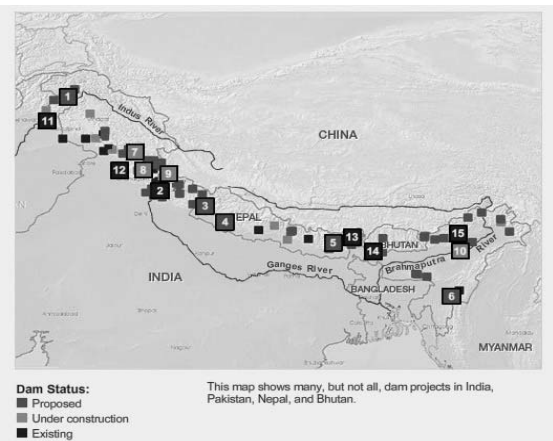 1
Indus River
11
CHINA
7
12
8
9
2
3
EPAL
4
13
15
5
BHUTAN
14
10
River
Ganges River
Brahmaputra
INDIA
BANGLADESH
6
MYANMAR
Dam Status:
Proposed
Under construction
Existing
This map shows many, but not all, dam projects in India,
Pakistan, Nepal, and Bhutan.